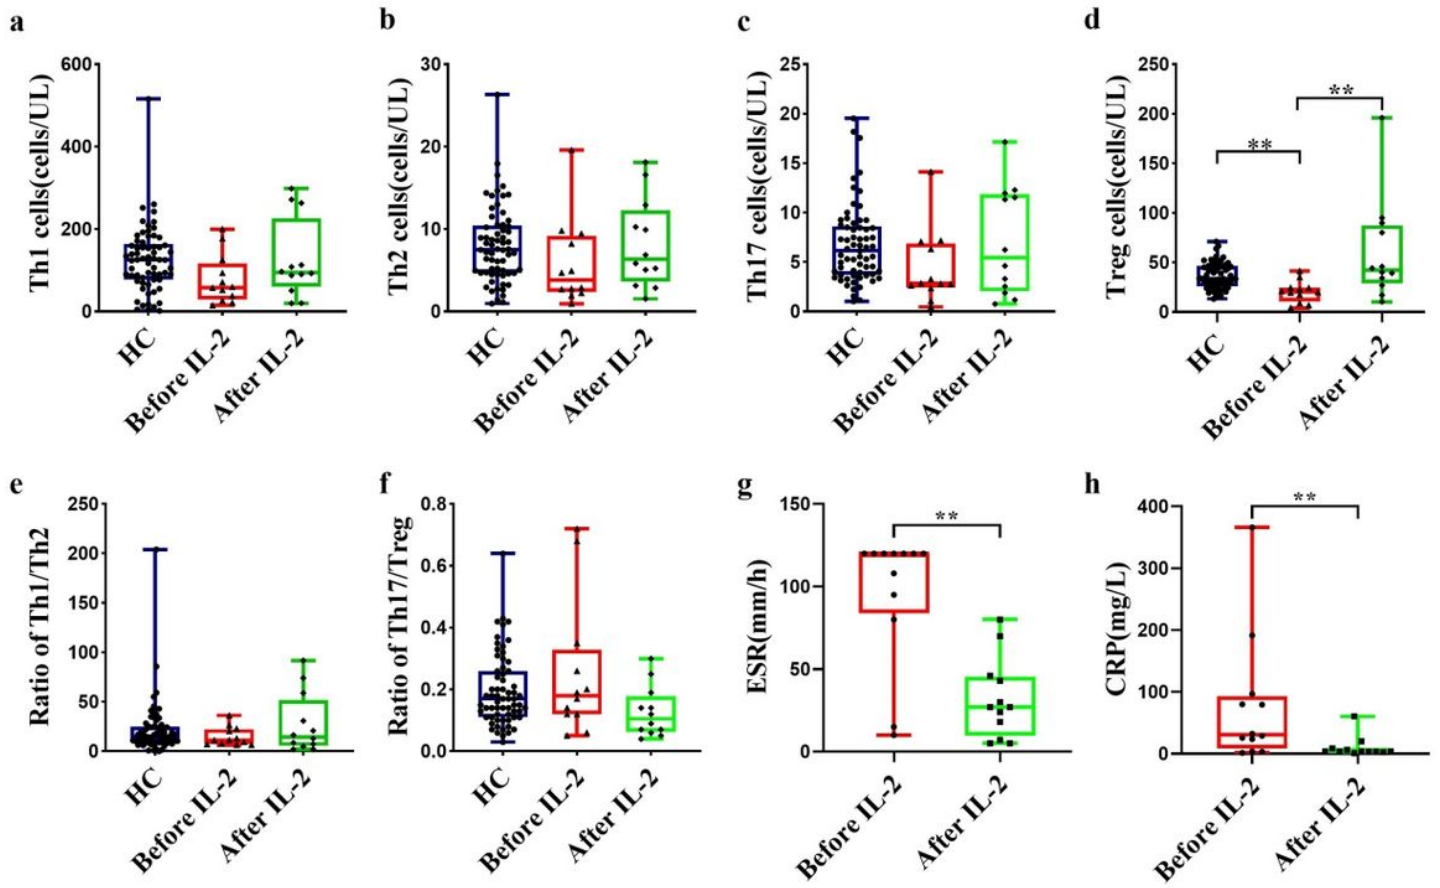 a
Th1 cells(cells/UL)
600
400
200
0
HC
Before IL-2
After IL-2
b
Th2 cells(cells/UL)
30
20
10
0
HC
Before IL-2
After IL-2
c
Th17 cells(cells/UL)
25
20
15
10
5
0
HC
Before IL-2
After IL-2
d
Treg cells(cells/UL)
250
200
150
100
50
0
**
**
HC
Before IL-2
After IL-2
e
Ratio of Th1/Th2
250
200
150
100
50
0
HC
Before IL-2
After IL-2
f
Ratio of Th17/Treg
0.8
0.6
0.4
0.2
0.0
HC
Before IL-2
After IL-2
g
ESR(mm/h)
150
100
50
0
**
Before IL-2
After IL-2
h
CRP(mg/L)
400
300
200
100
0
**
Before IL-2
After IL-2